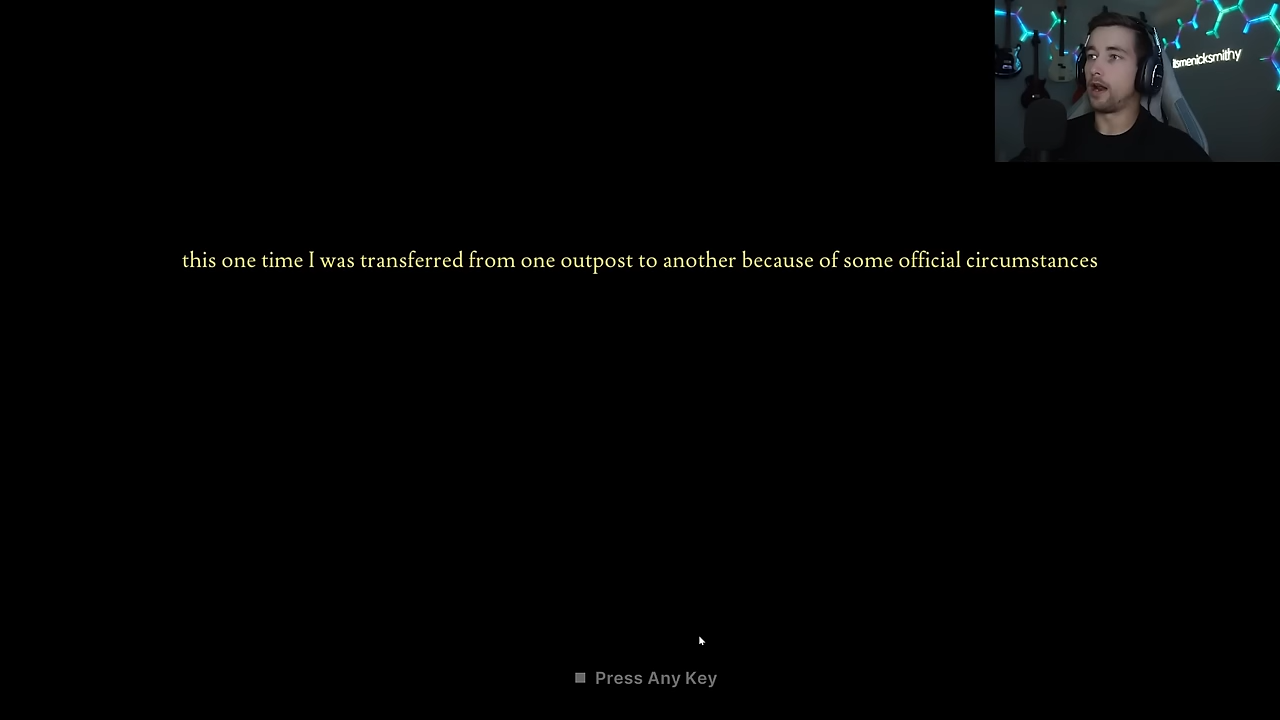 itsmenicksmithy
this one time I was transferred from one outpost to another because of some official circumstances
Press Any Key